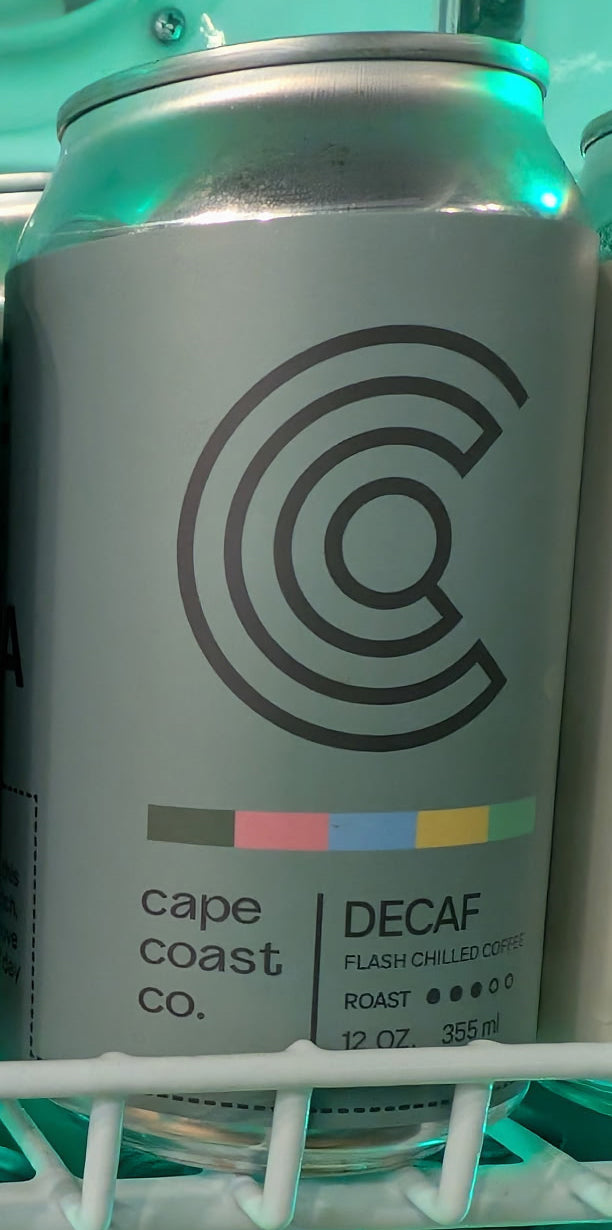 cape
coast
co.
DECAF
FLASH CHILLED COFFEE
ROAST
12 OZ. 355 ml
A